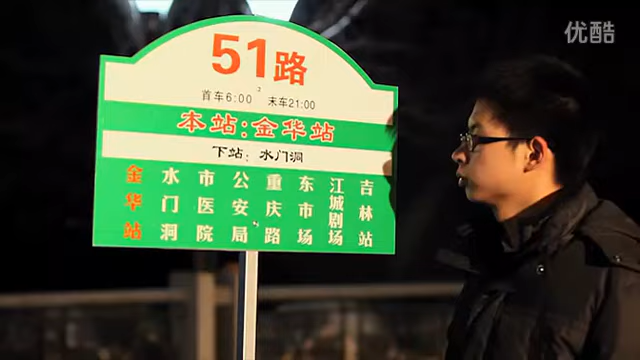 优酷
51路
首车6:00 末车21:00
本站:金华站
下站:水门洞
金华站
水门洞
市医院
公安局
重庆路
东市场
江城剧场
吉林站